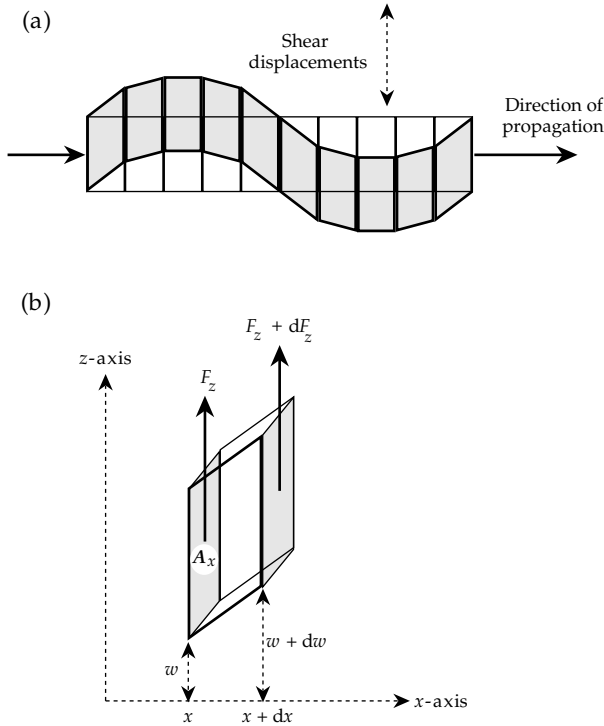 (a)
Shear
displacements
Direction of
propagation
(b)
F_z + dF_z
z-axis
F_z
A_x
w + dw
w
x
x + dx
x-axis